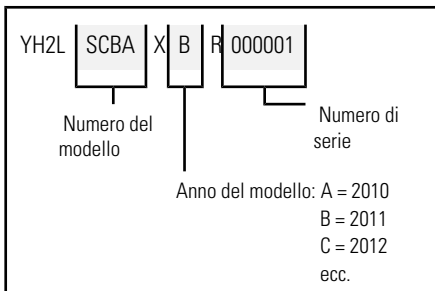 YH2L SCBA X B R 000001
Numero del
modello
Numero di
serie
Anno del modello: A = 2010
B = 2011
C = 2012
ecc.